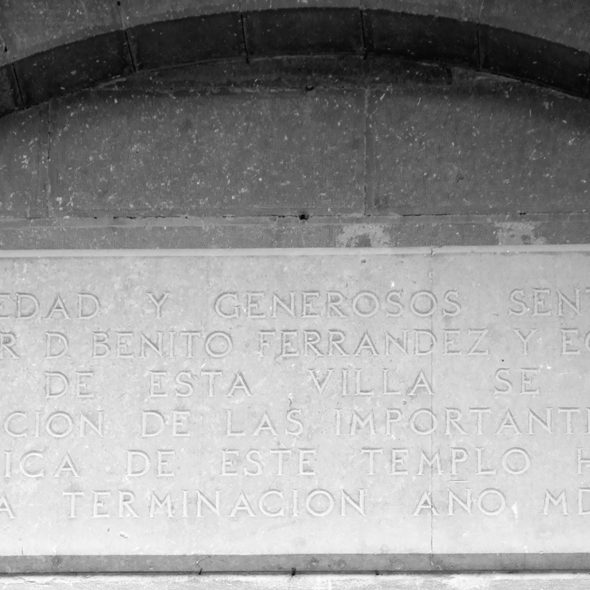 EDAD Y GENEROSOS SENT
R D. BENITO FERRANDEZ Y EG
DE ESTA VILLA SE
CION DE LAS IMPORTANT
ICA DE ESTE TEMPLO H
A TERMINACION AÑO MD